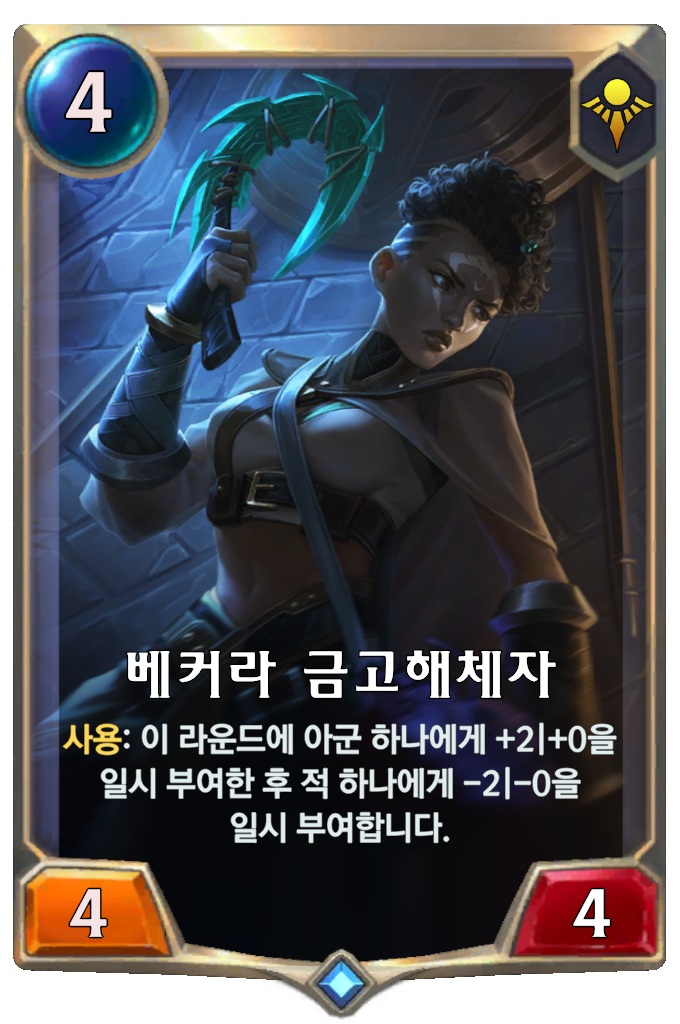 4
베커라 금고해체자
사용: 이 라운드에 아군 하나에게 +2|+0을
일시 부여한 후 적 하나에게 -2|-0을
일시 부여합니다.
4
4